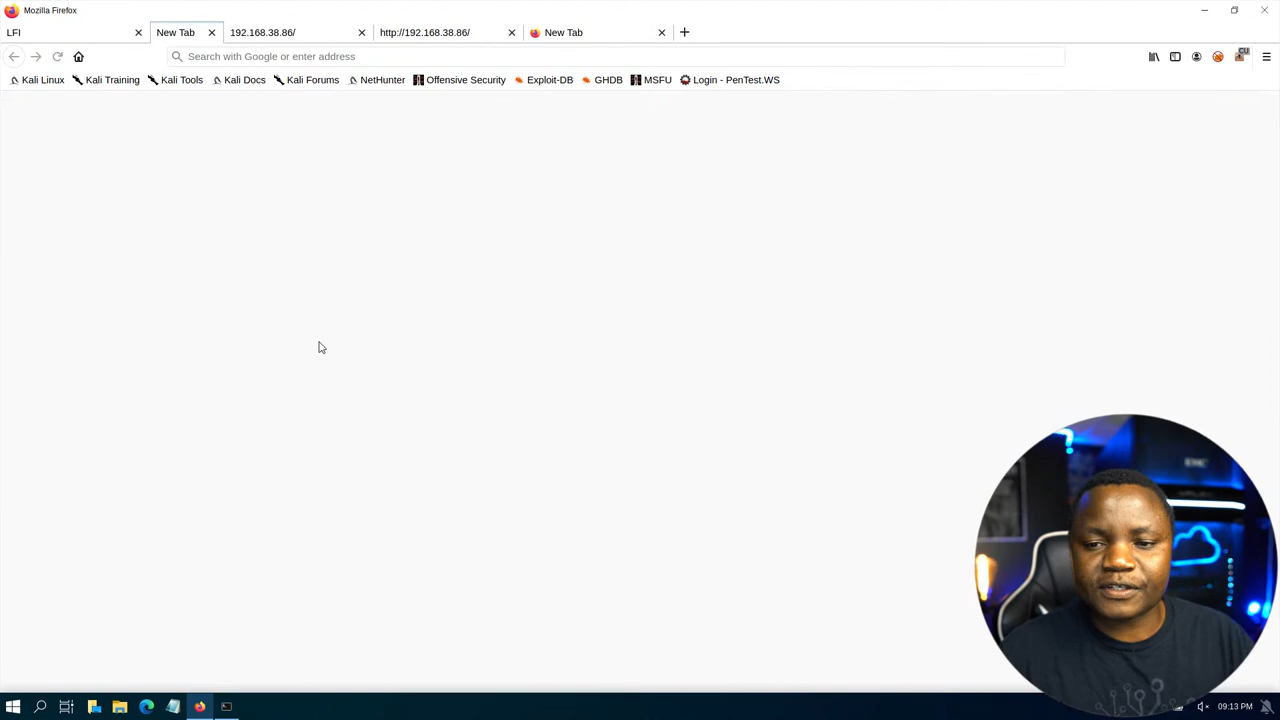 Mozilla Firefox
LFI
New Tab
192.168.38.86/
http://192.168.38.86/
New Tab
Search with Google or enter address
Kali Linux
Kali Training
Kali Tools
Kali Docs
Kali Forums
NetHunter
Offensive Security
Exploit-DB
GHDB
MSFU
Login - PenTest.WS
09:13 PM